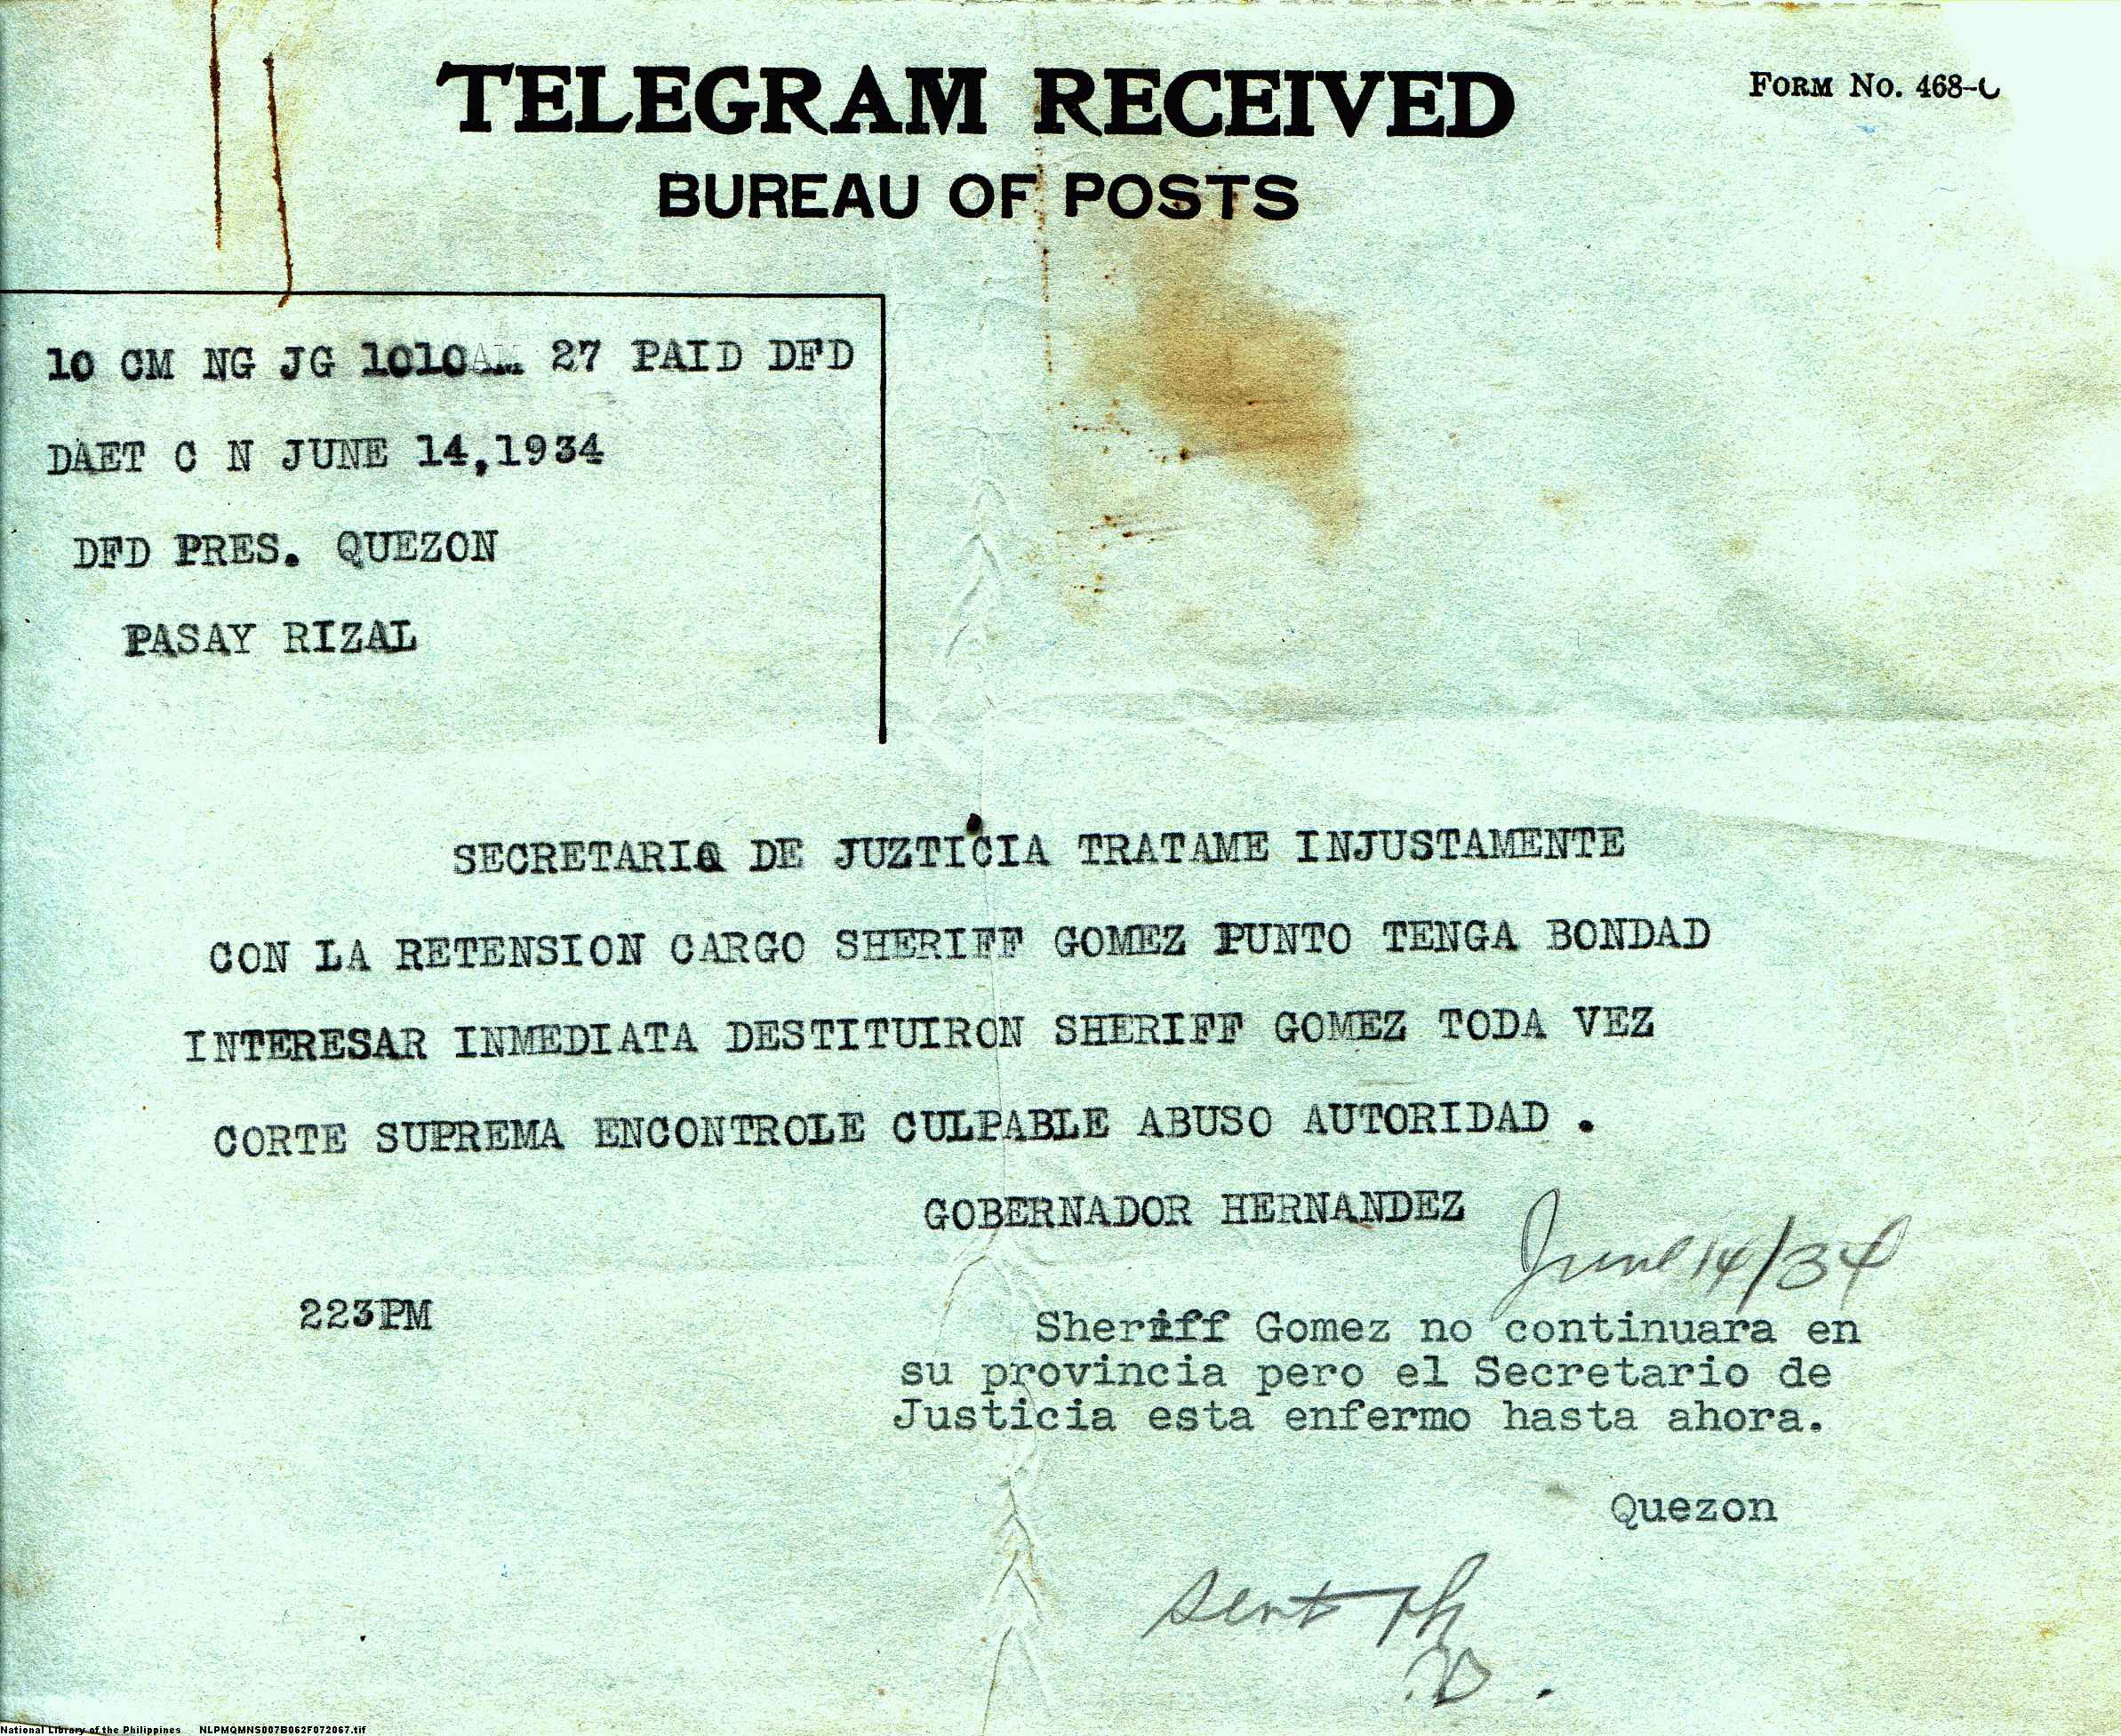 TELEGRAM RECEIVED
FORM NO. 468-
BUREAU OF POSTS
10 CM NG JG 1010AM 27 PAID DFD
DAET C N JUNE 14,1934
DFD PRES. QUEZON
PASAY RIZAL
SECRETARIO DE JUZTICIA TRATAME INJUSTAMENTE
CON LA RETENSION CARGO SHERIFF GOMEZ PUNTO TENGA BONDAD
INTERESAR INMEDIATA DESTITUIRON SHERIFF GOMEZ TODA VEZ
CORTE SUPREMA ENCONTROLE CULPABLE ABUSO AUTORIDAD .
GOBERNADOR HERNANDEZ
June 14/34
223PM
Sheriff Gomez no continuara en
su provincia pero el Secretario de
Justicia esta enfermo hasta ahora.
Quezon
sent
National Library of the Philippines NLPMQMNS007B062F072067.tif